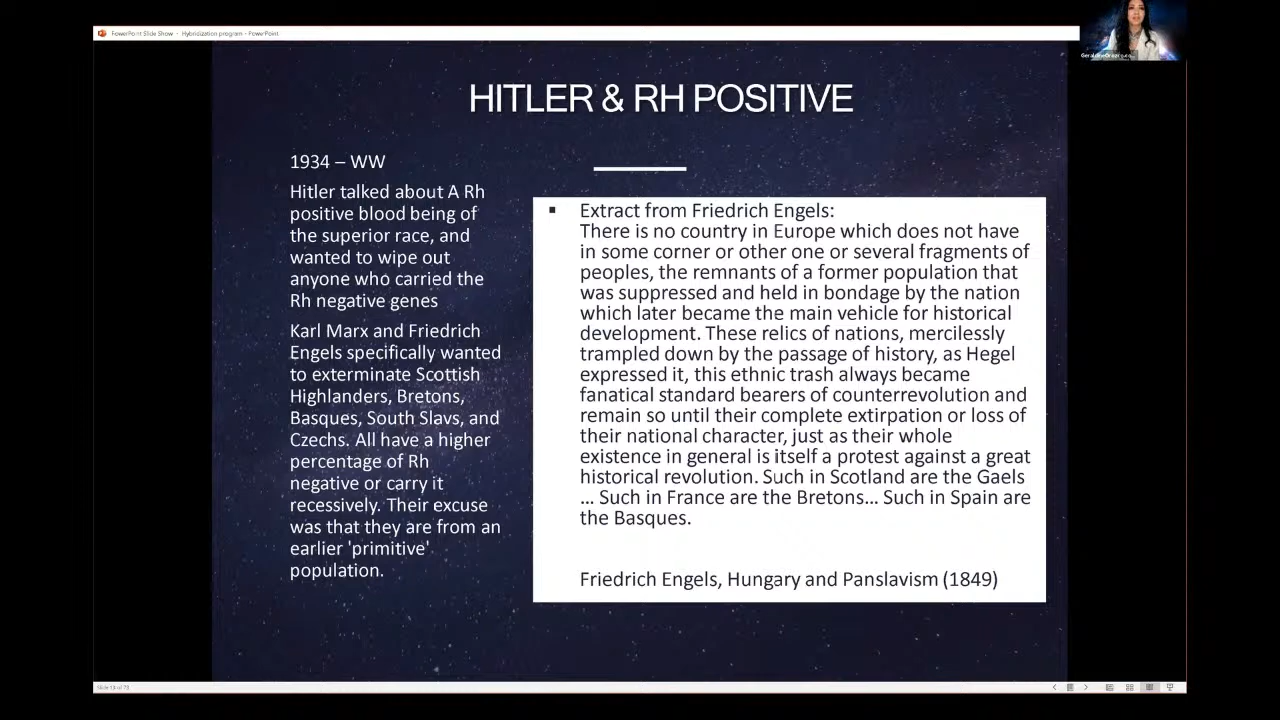 PowerPoint Slide Show - Hybridization program - PowerPoint
HITLER & RH POSITIVE
1934 – WW
Hitler talked about A Rh
positive blood being of
the superior race, and
wanted to wipe out
anyone who carried the
Rh negative genes
Karl Marx and Friedrich
Engels specifically wanted
to exterminate Scottish
Highlanders, Bretons,
Basques, South Slavs, and
Czechs. All have a higher
percentage of Rh
negative or carry it
recessively. Their excuse
was that they are from an
earlier 'primitive'
population.
▪ Extract from Friedrich Engels:
There is no country in Europe which does not have
in some corner or other one or several fragments of
peoples, the remnants of a former population that
was suppressed and held in bondage by the nation
which later became the main vehicle for historical
development. These relics of nations, mercilessly
trampled down by the passage of history, as Hegel
expressed it, this ethnic trash always became
fanatical standard bearers of counterrevolution and
remain so until their complete extirpation or loss of
their national character, just as their whole
existence in general is itself a protest against a great
historical revolution. Such in Scotland are the Gaels
… Such in France are the Bretons… Such in Spain are
the Basques.
Friedrich Engels, Hungary and Panslavism (1849)
Slide 13 of 73